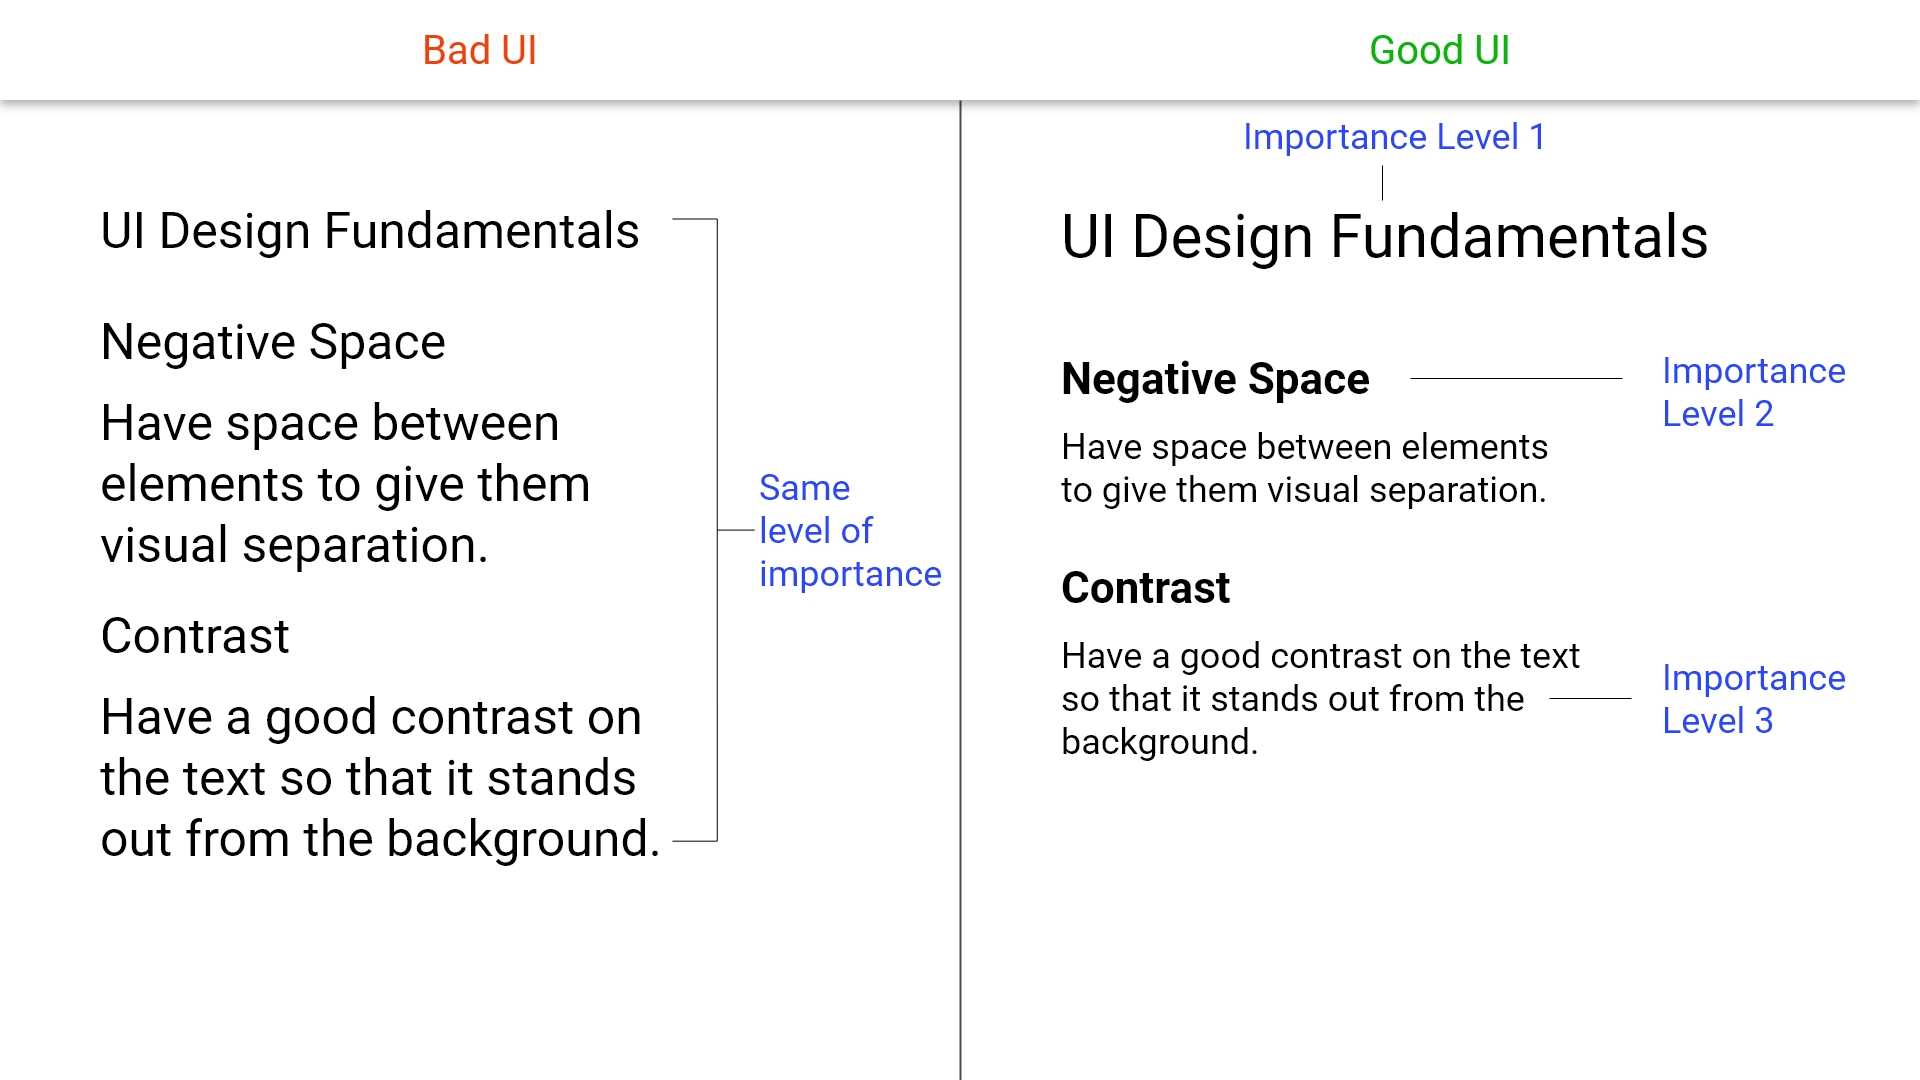 Bad UI
Good UI
UI Design Fundamentals
Negative Space
Have space between
elements to give them
visual separation.
Contrast
Have a good contrast on
the text so that it stands
out from the background.
Same
level of
importance
Importance Level 1
UI Design Fundamentals
Negative Space
Importance
Level 2
Have space between elements
to give them visual separation.
Contrast
Have a good contrast on the text
so that it stands out from the
background.
Importance
Level 3